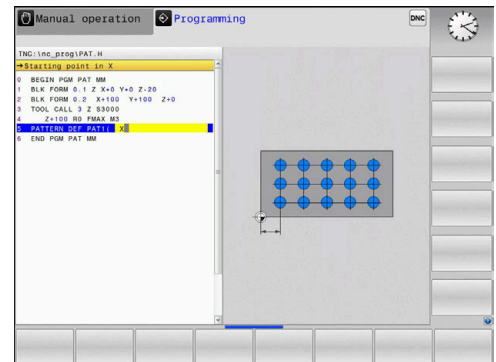 Manual operation
Programming
DNC
TNC:\nc_prog\PAT.H
→Starting point in X
0 BEGIN PGM PAT MM
1 BLK FORM 0.1 Z X+0 Y+0 Z-20
2 BLK FORM 0.2 X+100 Y+100 Z+0
3 TOOL CALL 3 Z S3000
4 Z+100 R0 FMAX M3
5 PATTERN DEF PAT1( X
6 END PGM PAT MM